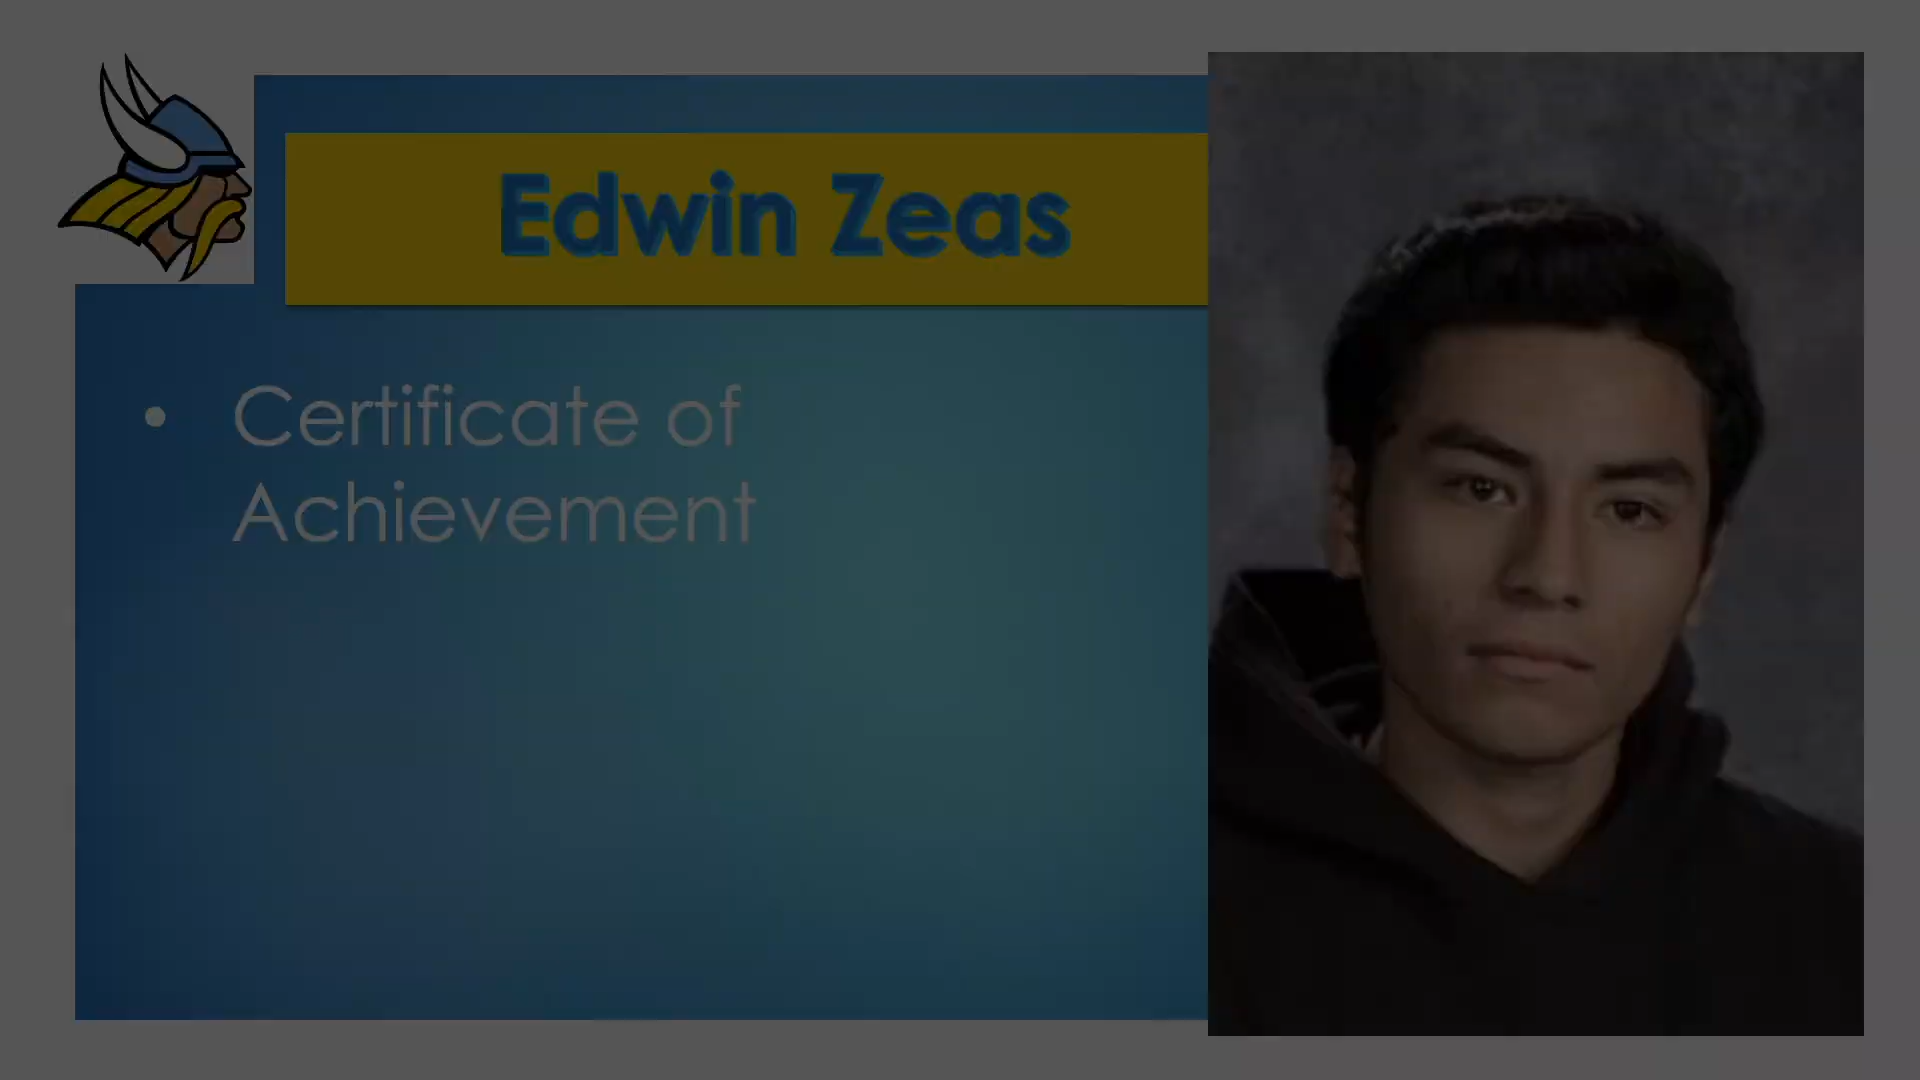 Edwin Zeas
• Certificate of
Achievement